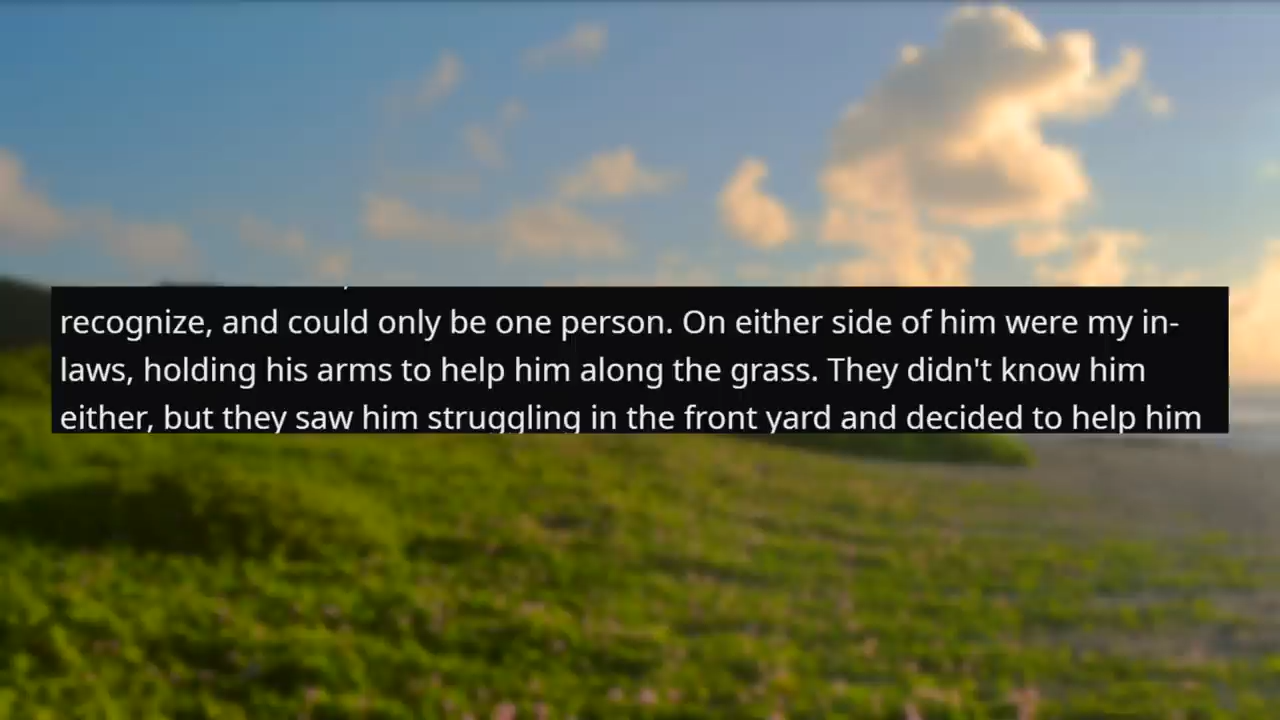 recognize, and could only be one person. On either side of him were my in-
laws, holding his arms to help him along the grass. They didn't know him
either, but they saw him struggling in the front yard and decided to help him